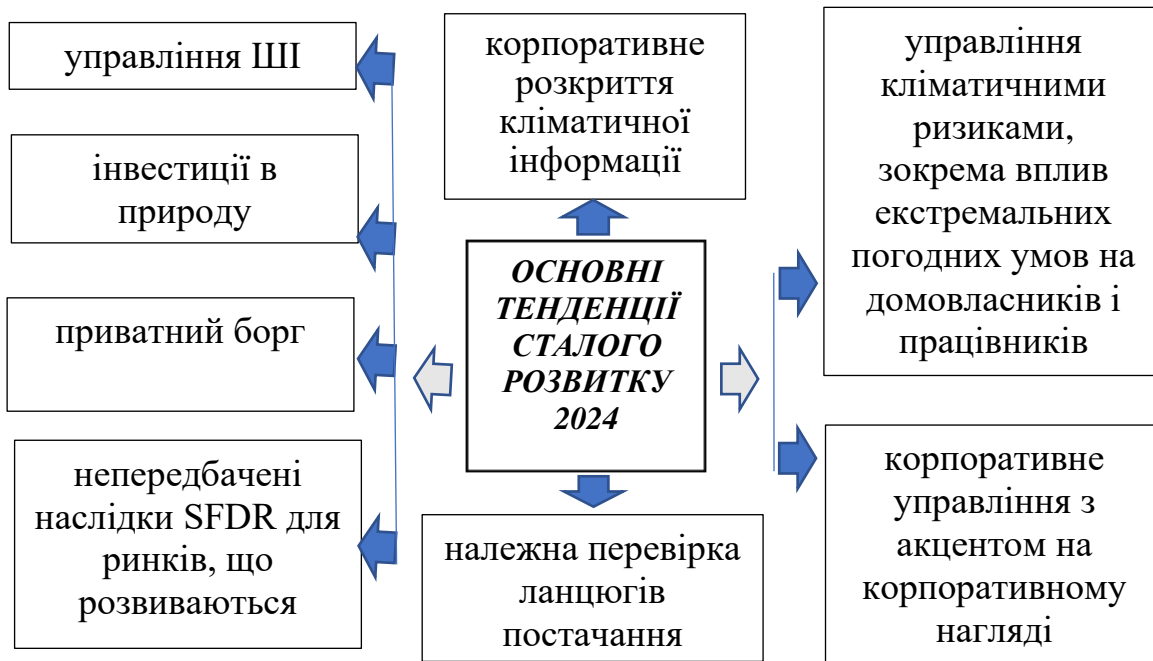 управління ШІ
інвестиції в
природу
приватний борг
непередбачені
наслідки SFDR для
ринків, що
розвиваються
корпоративне
розкриття
кліматичної
інформації
ОСНОВНІ
ТЕНДЕНЦІЇ
СТАЛОГО
РОЗВИТКУ
2024
належна перевірка
ланцюгів
постачання
управління
кліматичними
ризиками,
зокрема вплив
екстремальних
погодних умов на
домовласників і
працівників
корпоративне
управління з
акцентом на
корпоративному
нагляді